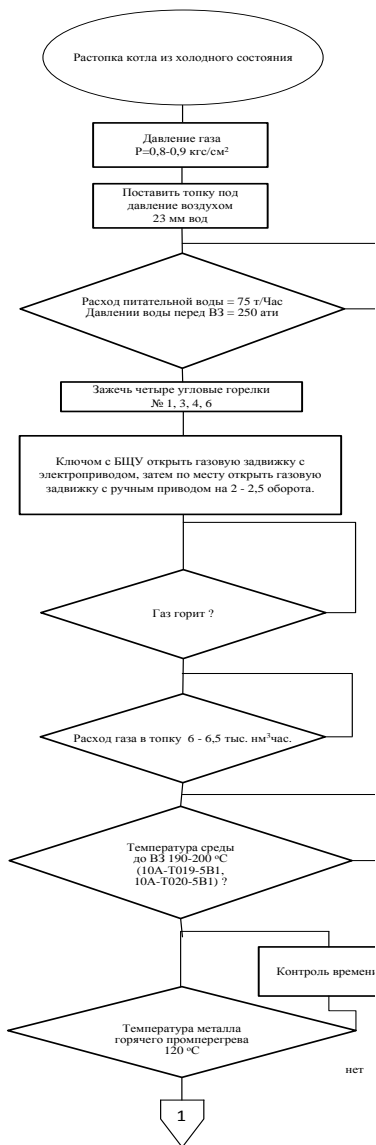 Растопка котла из холодного состояния
Давление газа
P=0,8-0,9 кгс/см²
Поставить топку под
давление воздухом
23 мм вод
Расход питательной воды = 75 т/Час
Давлении воды перед ВЗ = 250 ати
Зажечь четыре угловые горелки
№ 1, 3, 4, 6
Ключом с БЩУ открыть газовую задвижку с
электроприводом, затем по месту открыть газовую
задвижку с ручным приводом на 2 - 2,5 оборота.
Газ горит ?
Расход газа в топку 6 - 6,5 тыс. нм³час.
Температура среды
до ВЗ 190-200 °С
(10А-Т019-5В1,
10А-Т020-5В1) ?
Контроль времени
Температура металла
горячего промперегрева
120 °С
нет
1